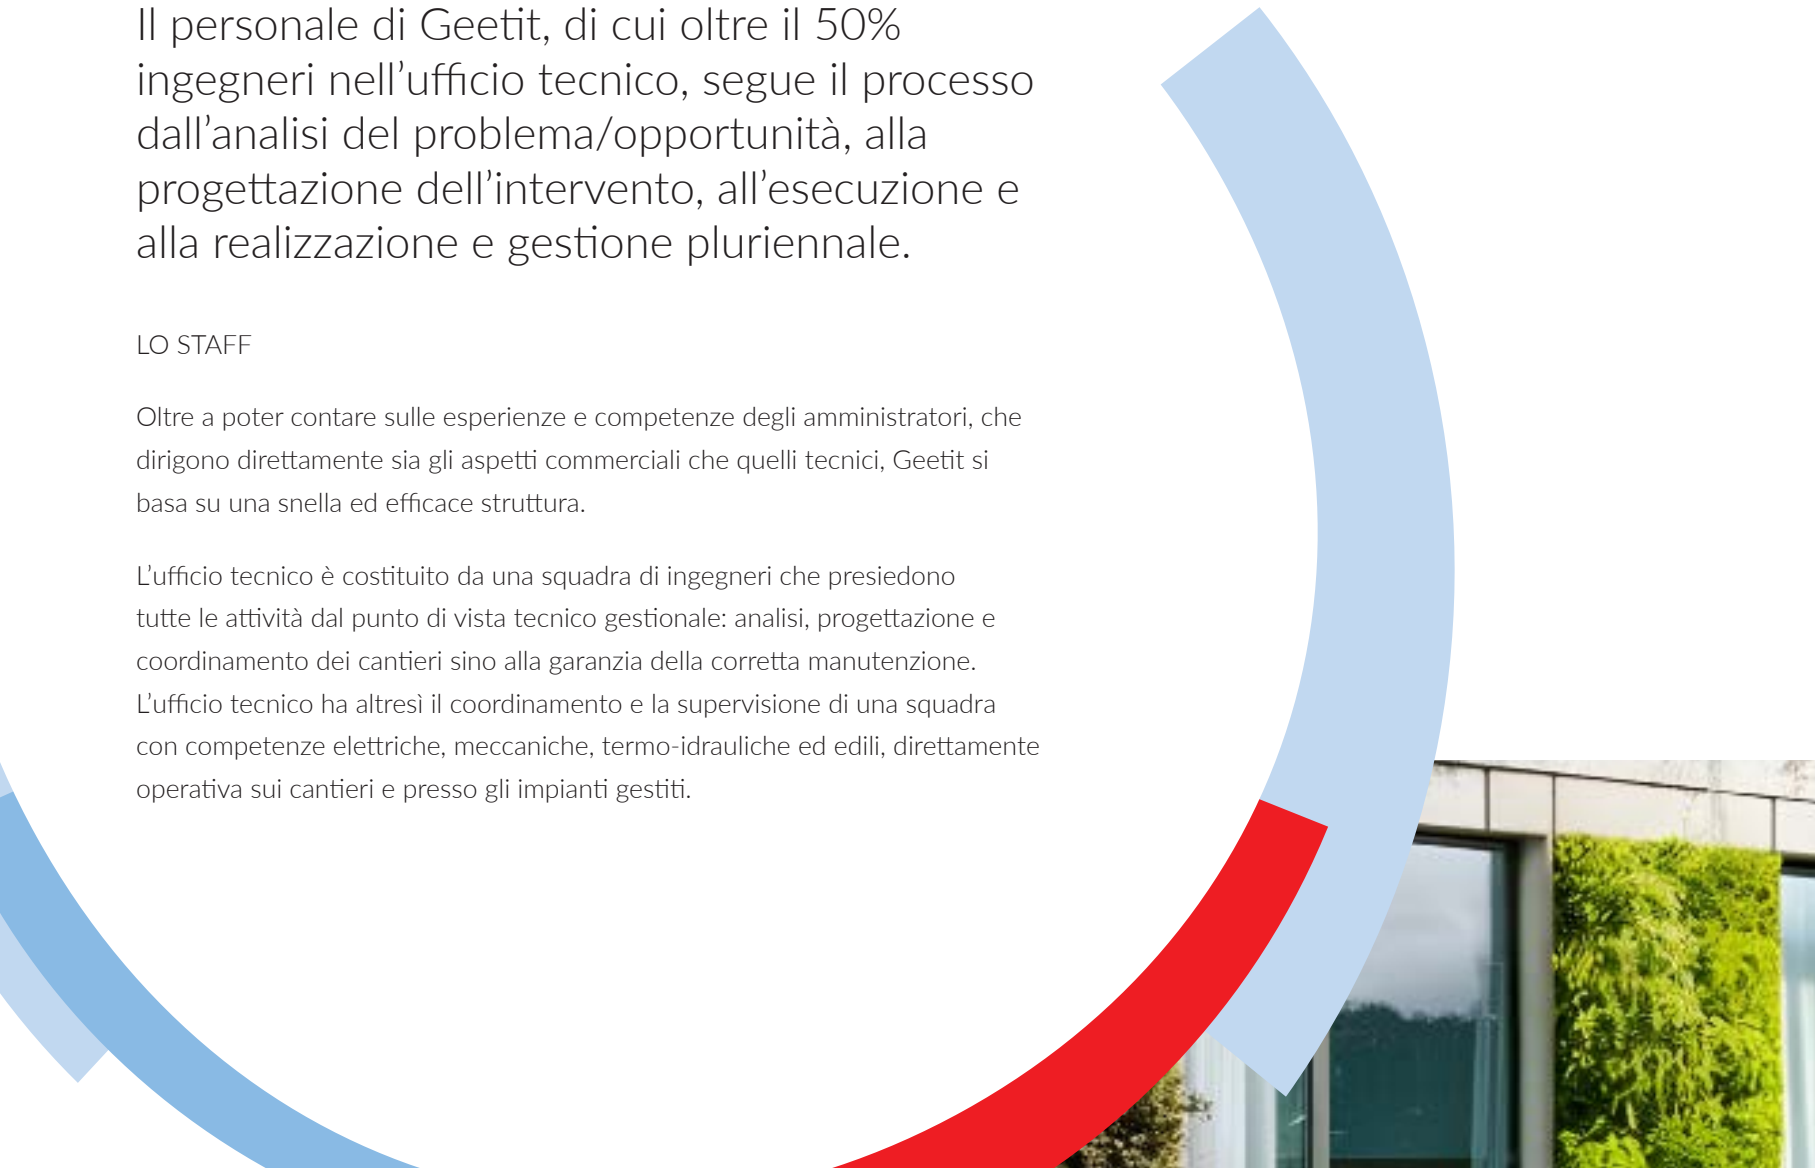 Il personale di Geetit, di cui oltre il 50%
ingegneri nell’ufficio tecnico, segue il processo
dall’analisi del problema/opportunità, alla
progettazione dell’intervento, all’esecuzione e
alla realizzazione e gestione pluriennale.
LO STAFF
Oltre a poter contare sulle esperienze e competenze degli amministratori, che
dirigono direttamente sia gli aspetti commerciali che quelli tecnici, Geetit si
basa su una snella ed efficace struttura.
L’ufficio tecnico è costituito da una squadra di ingegneri che presiedono
tutte le attività dal punto di vista tecnico gestionale: analisi, progettazione e
coordinamento dei cantieri sino alla garanzia della corretta manutenzione.
L’ufficio tecnico ha altresì il coordinamento e la supervisione di una squadra
con competenze elettriche, meccaniche, termo-idrauliche ed edili, direttamente
operativa sui cantieri e presso gli impianti gestiti.